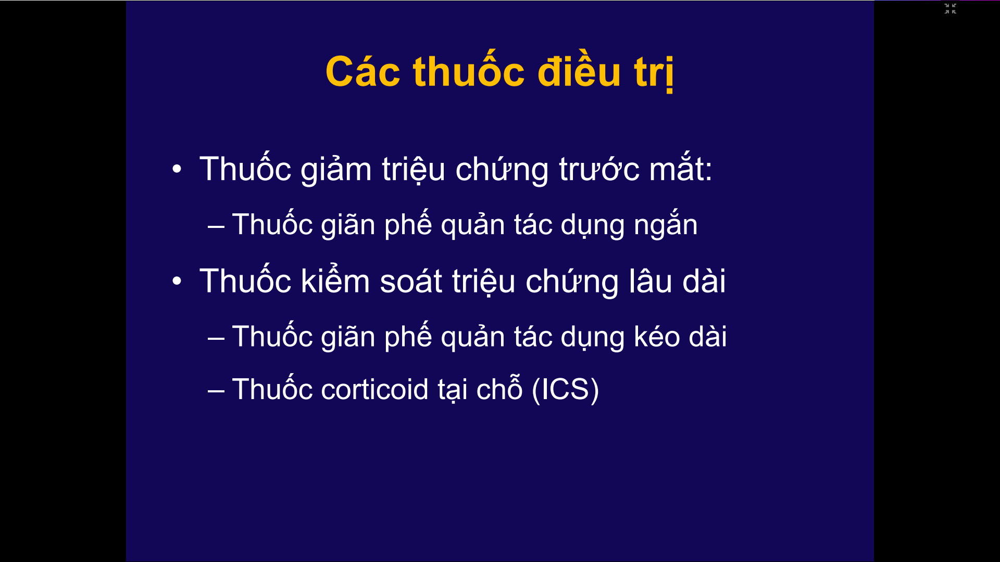 Các thuốc điều trị
• Thuốc giảm triệu chứng trước mắt:
– Thuốc giãn phế quản tác dụng ngắn
• Thuốc kiểm soát triệu chứng lâu dài
– Thuốc giãn phế quản tác dụng kéo dài
– Thuốc corticoid tại chỗ (ICS)